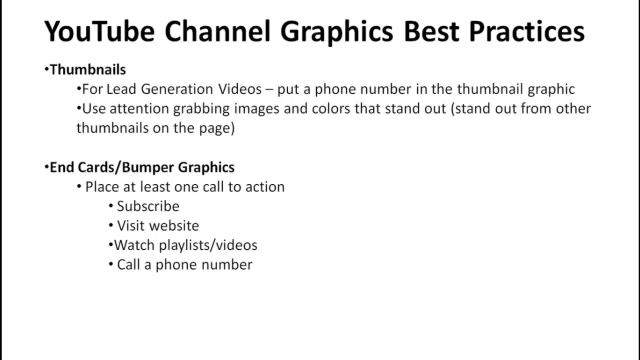 YouTube Channel Graphics Best Practices
•Thumbnails
•For Lead Generation Videos – put a phone number in the thumbnail graphic
•Use attention grabbing images and colors that stand out (stand out from other
thumbnails on the page)
•End Cards/Bumper Graphics
• Place at least one call to action
• Subscribe
• Visit website
•Watch playlists/videos
• Call a phone number